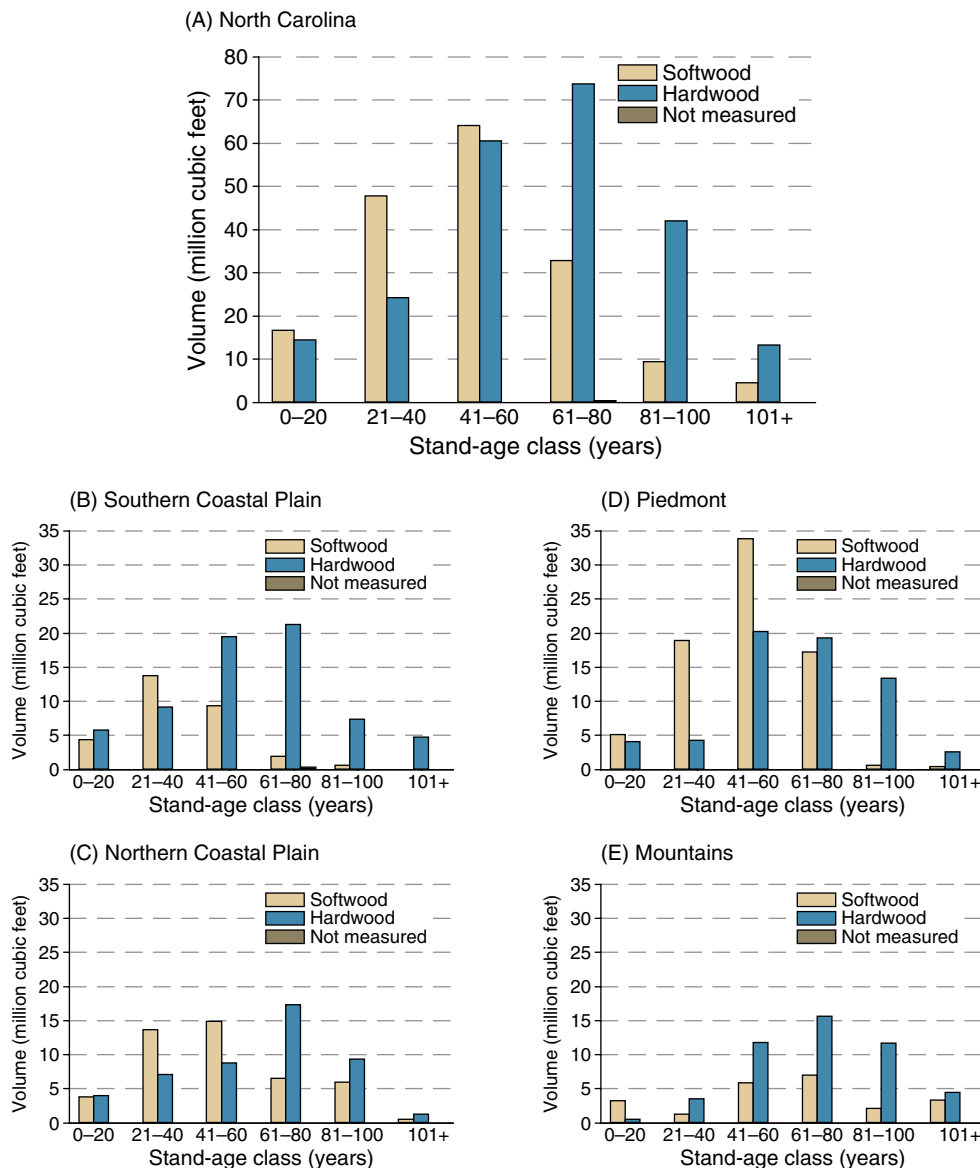 (A) North Carolina
Volume (million cubic feet)
80
70
60
50
40
30
20
10
0
Softwood
Hardwood
Not measured
0–20 21–40 41–60 61–80 81–100 101+
Stand-age class (years)
(B) Southern Coastal Plain
Volume (million cubic feet)
35
30
25
20
15
10
5
0
Softwood
Hardwood
Not measured
0–20 21–40 41–60 61–80 81–100 101+
Stand-age class (years)
(D) Piedmont
Volume (million cubic feet)
35
30
25
20
15
10
5
0
Softwood
Hardwood
Not measured
0–20 21–40 41–60 61–80 81–100 101+
Stand-age class (years)
(C) Northern Coastal Plain
Volume (million cubic feet)
35
30
25
20
15
10
5
0
Softwood
Hardwood
Not measured
0–20 21–40 41–60 61–80 81–100 101+
Stand-age class (years)
(E) Mountains
Volume (million cubic feet)
35
30
25
20
15
10
5
0
Softwood
Hardwood
Not measured
0–20 21–40 41–60 61–80 81–100 101+
Stand-age class (years)